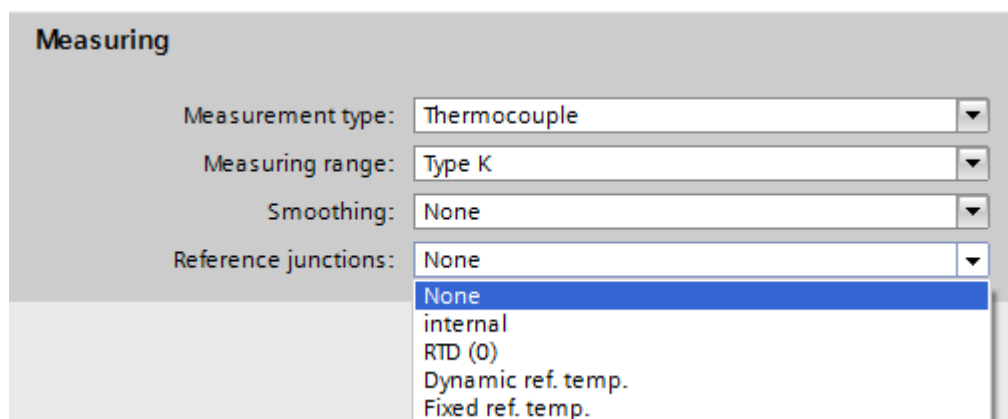 Measuring
Measurement type: Thermocouple
Measuring range: Type K
Smoothing: None
Reference junctions: None
None
internal
RTD (0)
Dynamic ref. temp.
Fixed ref. temp.